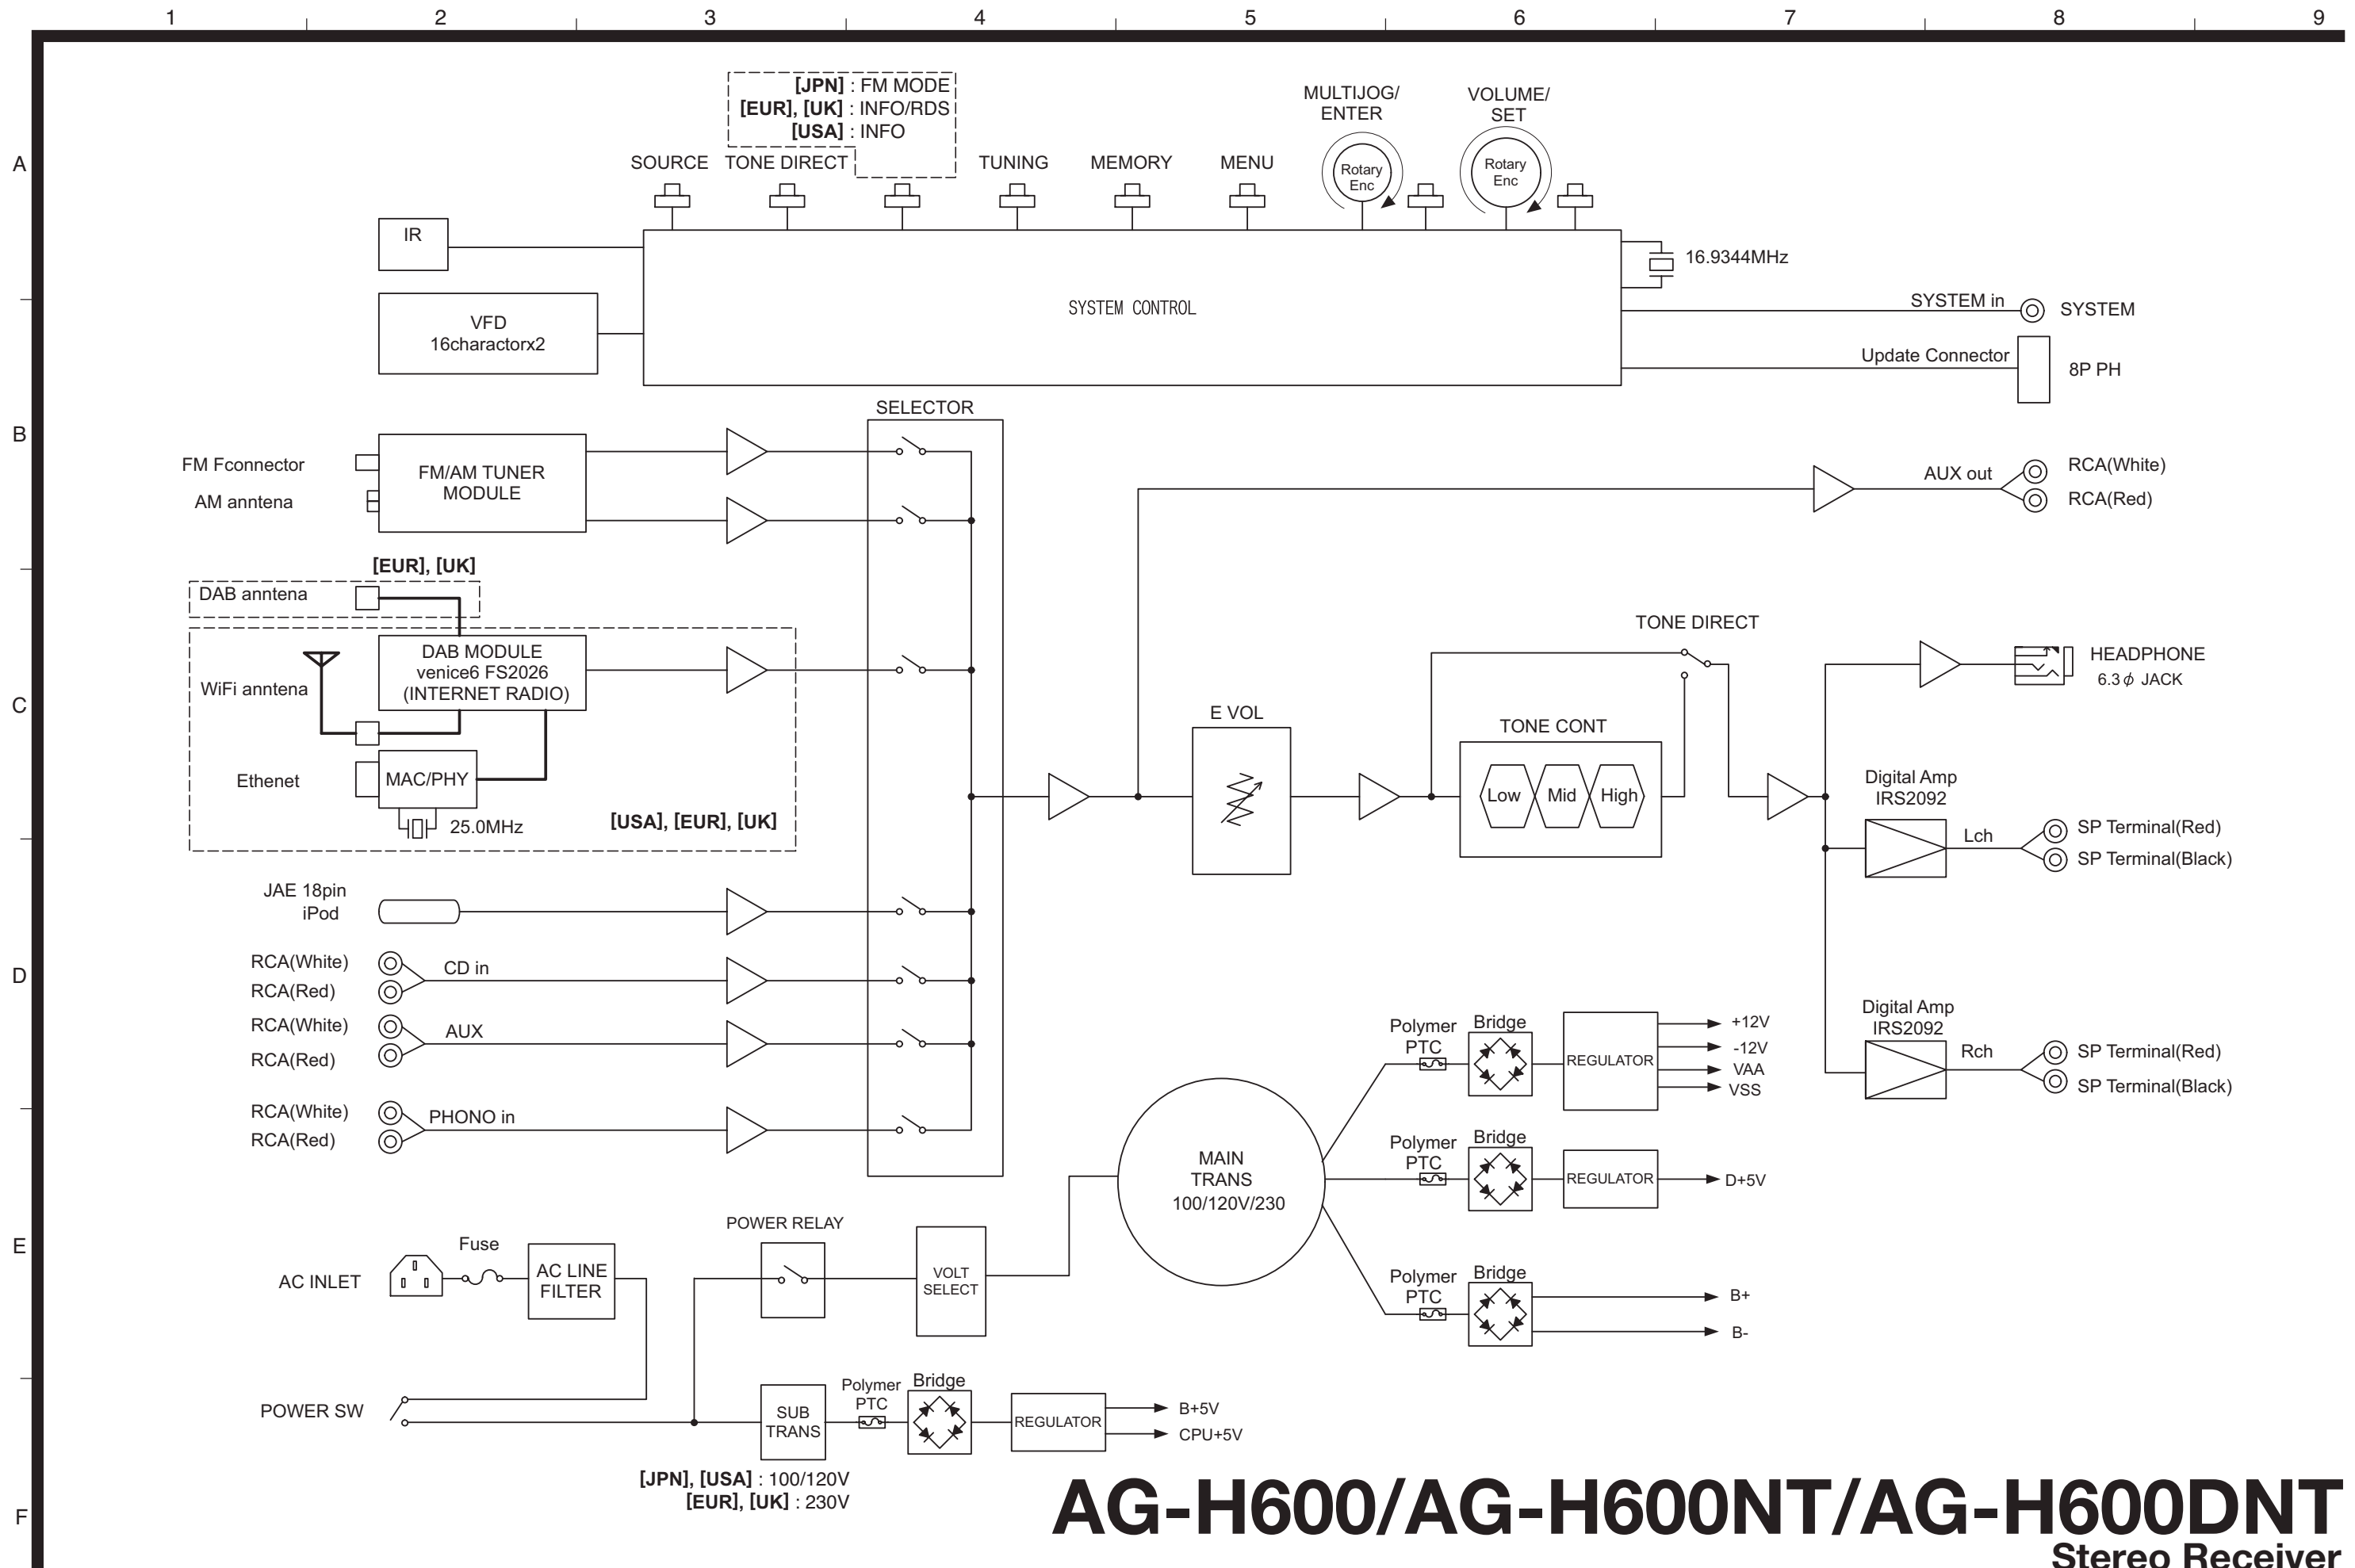 1 2 3 4 5 6 7 8 9
A
B
C
D
E
F
[JPN] : FM MODE
[EUR], [UK] : INFO/RDS
[USA] : INFO
SOURCE
TONE DIRECT
TUNING
MEMORY
MENU
MULTIJOG/
ENTER
VOLUME/
SET
Rotary
Enc
Rotary
Enc
IR
VFD
16charactorx2
SYSTEM CONTROL
16.9344MHz
SYSTEM in
SYSTEM
Update Connector
8P PH
SELECTOR
FM Fconnector
AM anntena
FM/AM TUNER
MODULE
AUX out
RCA(White)
RCA(Red)
[EUR], [UK]
DAB anntena
DAB MODULE
venice6 FS2026
(INTERNET RADIO)
WiFi anntena
Ethenet
MAC/PHY
25.0MHz
[USA], [EUR], [UK]
TONE DIRECT
HEADPHONE
6.3ϕ JACK
E VOL
TONE CONT
Low
Mid
High
Digital Amp
IRS2092
Lch
SP Terminal(Red)
SP Terminal(Black)
JAE 18pin
iPod
RCA(White)
RCA(Red)
CD in
RCA(White)
RCA(Red)
AUX
RCA(White)
RCA(Red)
PHONO in
Digital Amp
IRS2092
Rch
SP Terminal(Red)
SP Terminal(Black)
Polymer
PTC
Bridge
REGULATOR
+12V
-12V
VAA
VSS
MAIN
TRANS
100/120V/230
Polymer
PTC
Bridge
REGULATOR
D+5V
Polymer
PTC
Bridge
B+
B-
AC INLET
Fuse
AC LINE
FILTER
POWER RELAY
VOLT
SELECT
POWER SW
SUB
TRANS
Polymer
PTC
Bridge
REGULATOR
B+5V
CPU+5V
[JPN], [USA] : 100/120V
[EUR], [UK] : 230V
AG-H600/AG-H600NT/AG-H600DNT
Stereo Receiver